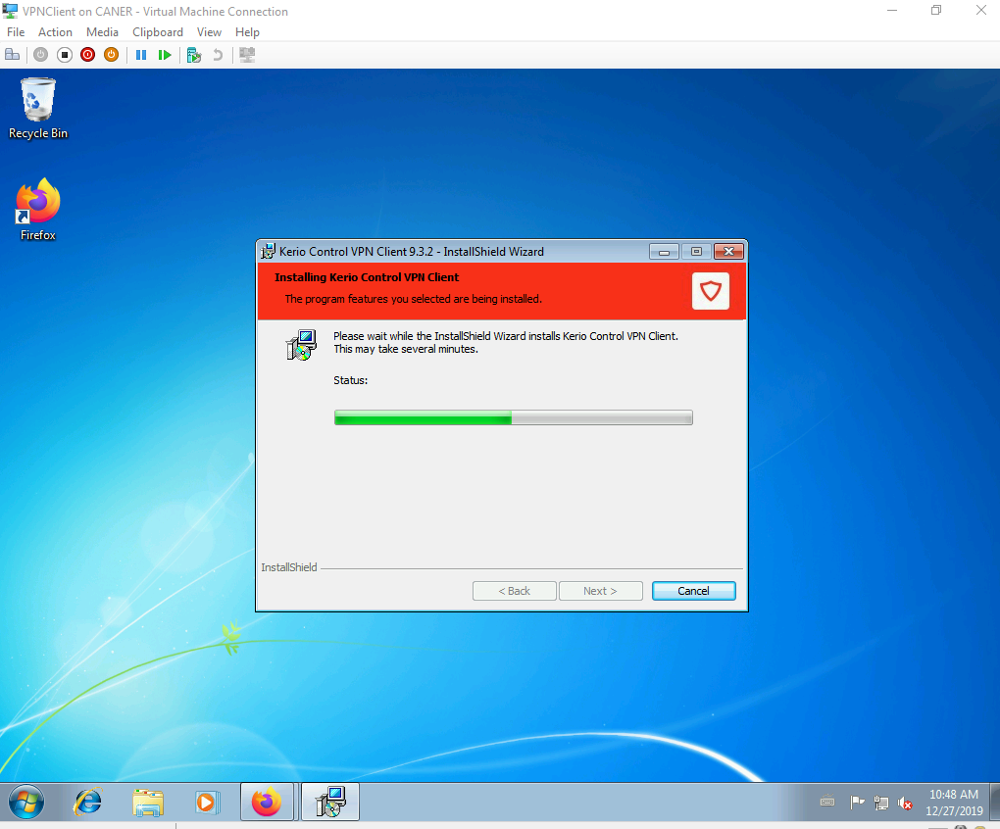 VPNClient on CANER - Virtual Machine Connection
File Action Media Clipboard View Help
Recycle Bin
Firefox
Kerio Control VPN Client 9.3.2 - InstallShield Wizard
Installing Kerio Control VPN Client
The program features you selected are being installed.
Please wait while the InstallShield Wizard installs Kerio Control VPN Client.
This may take several minutes.
Status:
InstallShield
< Back Next > Cancel
10:48 AM
12/27/2019